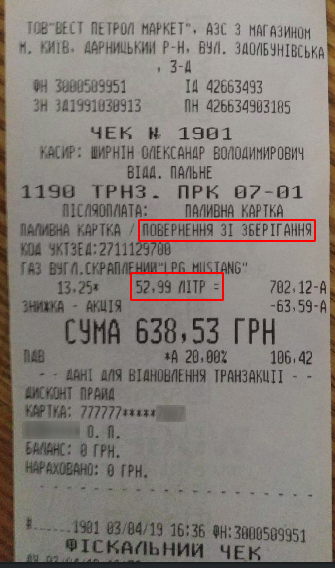 ТОВ"ВЕСТ ПЕТРОЛ МАРКЕТ", АЗС З МАГАЗИНОМ
М. КИЇВ, ДАРНИЦЬКИЙ Р-Н, ВУЛ. ЗДОЛБУНІВСЬКА
, 3-Д
ФН 3000509951 ІД 42663493
ЗН ЗД1991030913 ПН 426634903185
ЧЕК № 1901
КАСИР: ШИРНІН ОЛЕКСАНДР ВОЛОДИМИРОВИЧ
ВІДД. ПАЛЬНЕ
1190 ТРНЗ. ПРК 07-01
ПІСЛЯОПЛАТА: ПАЛИВНА КАРТКА
ПАЛИВНА КАРТКА / ПОВЕРНЕННЯ ЗІ ЗБЕРІГАННЯ
КОД УКТЗЕД:2711129700
ГАЗ ВУГЛ.СКРАПЛЕНИЙ"LPG MUSTANG"
13,25* 52,99 ЛІТР = 702,12-А
ЗНИЖКА - АКЦІЯ -63,59-А
СУМА 638,53 ГРН
ПДВ *А 20,00% 106,42
- - ДАНІ ДЛЯ ВІДНОВЛЕННЯ ТРАНЗАКЦІЇ - -
ДИСКОНТ ПРАЙД
КАРТКА: 777777*****
О. П.
БАЛАНС: 0 ГРН.
НАРАХОВАНО: 0 ГРН.
#......1901 03/04/19 16:36 ФН:3000509951
ФІСКАЛЬНИЙ ЧЕК